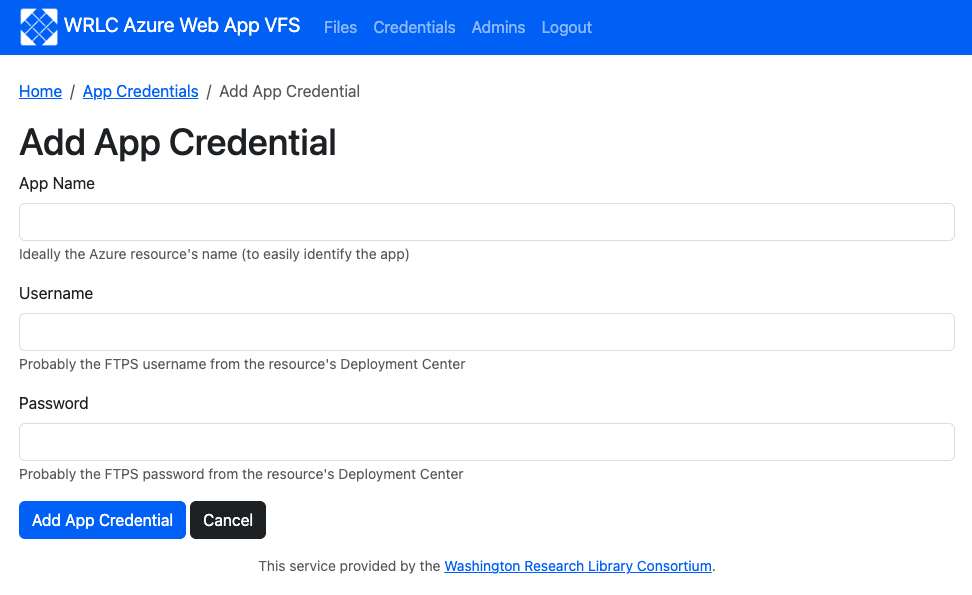 WRLC Azure Web App VFS Files Credentials Admins Logout
Home / App Credentials / Add App Credential
Add App Credential
App Name
Ideally the Azure resource's name (to easily identify the app)
Username
Probably the FTPS username from the resource's Deployment Center
Password
Probably the FTPS password from the resource's Deployment Center
Add App Credential Cancel
This service provided by the Washington Research Library Consortium.